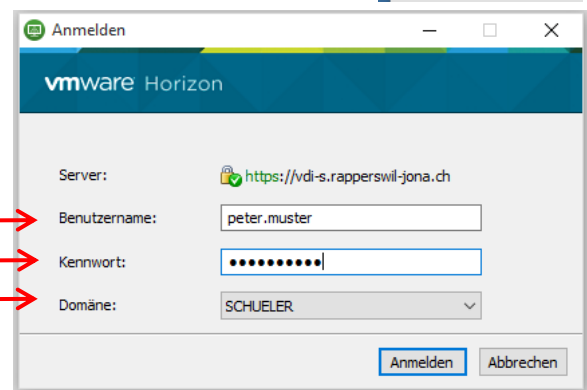 Anmelden
vmware Horizon
Server: https://vdi-s.rapperswil-jona.ch
Benutzername: peter.muster
Kennwort: ●●●●●●●●●●
Domäne: SCHUELER
Anmelden Abbrechen